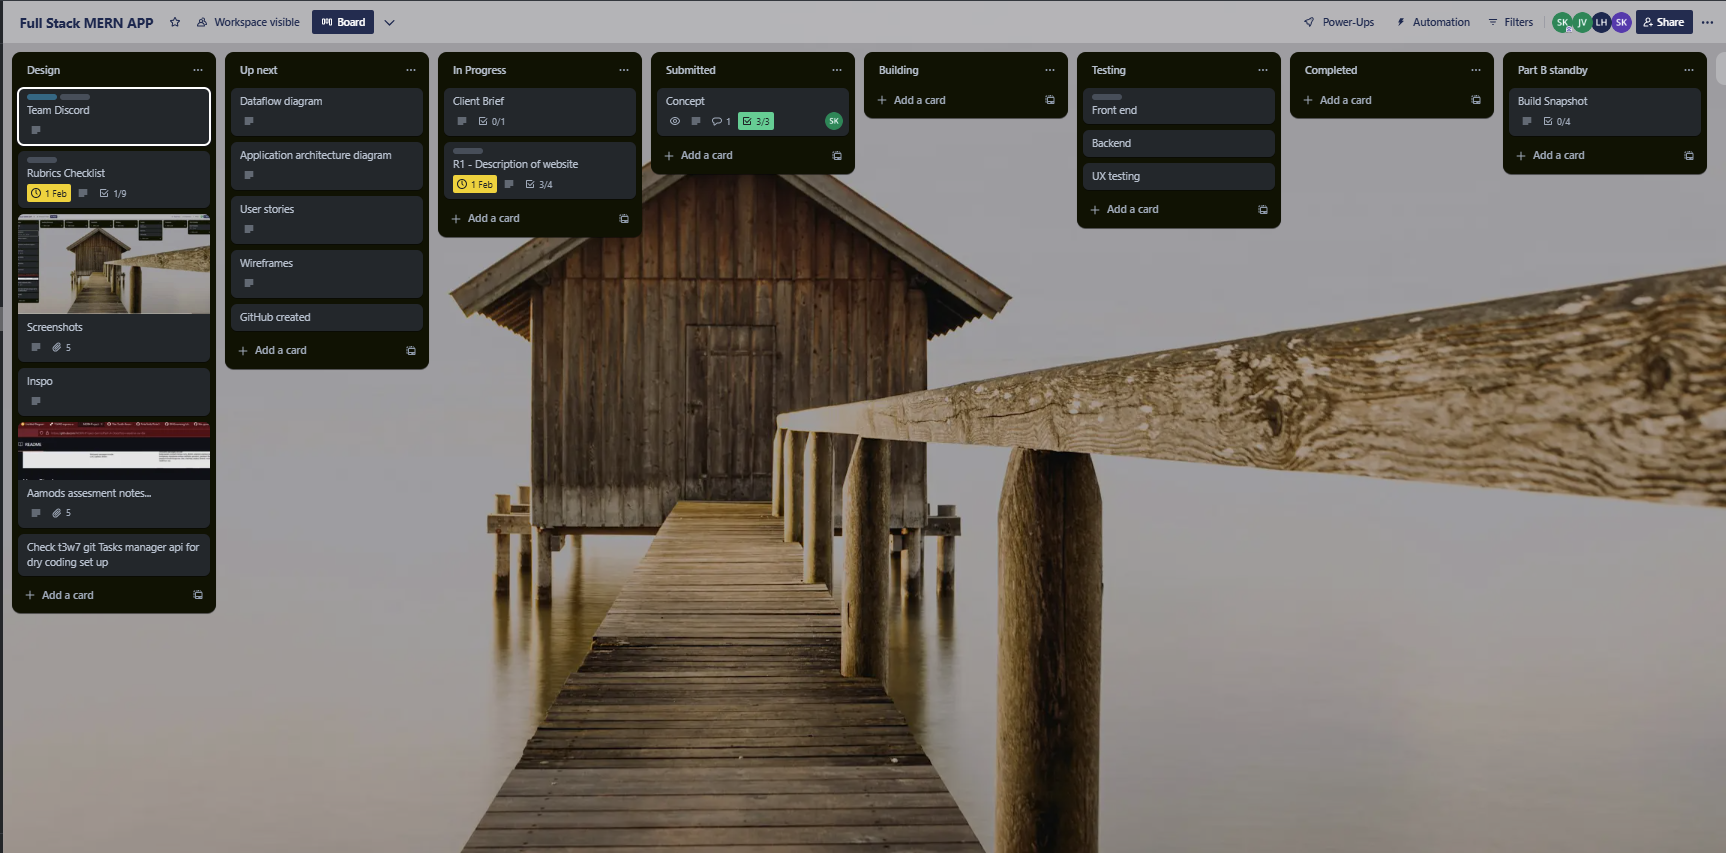 Full Stack MERN APP
Workspace visible
Board
Power-Ups
Automation
Filters
SK
JV
LH
SK
Share
Design
Team Discord
Rubrics Checklist
1 Feb
1/9
Screenshots
5
Inspo
README
Aamods assesment notes...
5
Check t3w7 git Tasks manager api for
dry coding set up
+ Add a card
Up next
Dataflow diagram
Application architecture diagram
User stories
Wireframes
GitHub created
+ Add a card
In Progress
Client Brief
0/1
R1 - Description of website
1 Feb
3/4
+ Add a card
Submitted
Concept
1
3/3
SK
+ Add a card
Building
+ Add a card
Testing
Front end
Backend
UX testing
+ Add a card
Completed
+ Add a card
Part B standby
Build Snapshot
0/4
+ Add a card